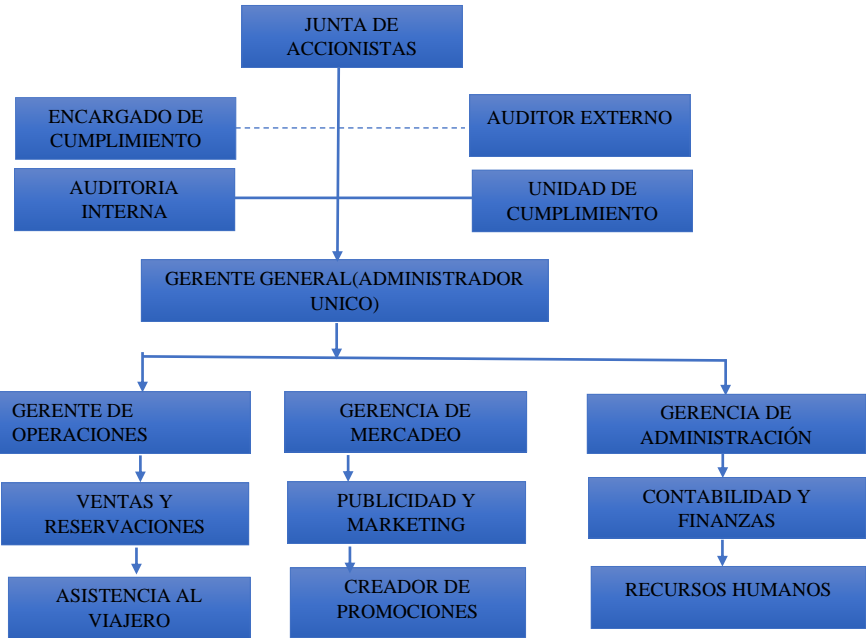 JUNTA DE
ACCIONISTAS
ENCARGADO DE
CUMPLIMIENTO
AUDITOR EXTERNO
AUDITORIA
INTERNA
UNIDAD DE
CUMPLIMIENTO
GERENTE GENERAL(ADMINISTRADOR
UNICO)
GERENTE DE
OPERACIONES
GERENCIA DE
MERCADEO
GERENCIA DE
ADMINISTRACIÓN
VENTAS Y
RESERVACIONES
PUBLICIDAD Y
MARKETING
CONTABILIDAD Y
FINANZAS
ASISTENCIA AL
VIAJERO
CREADOR DE
PROMOCIONES
RECURSOS HUMANOS